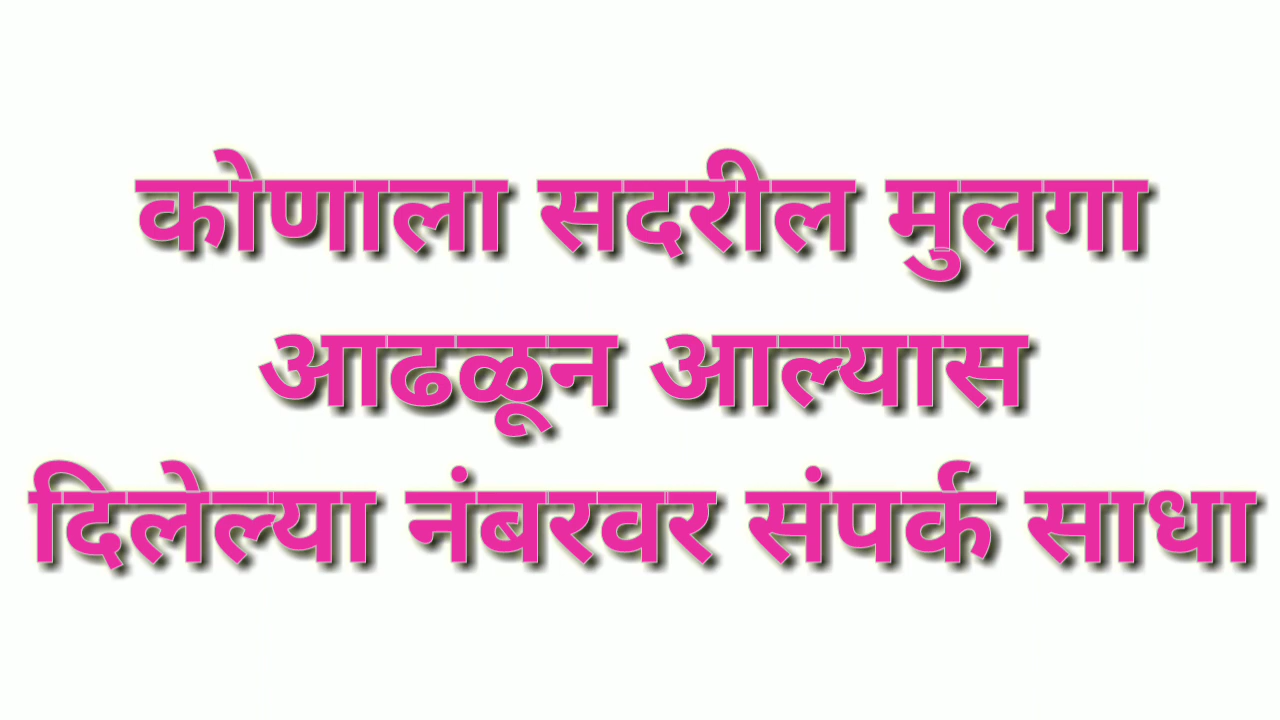 कोणाला सदरील मुलगा
आढळून आल्यास
दिलेल्या नंबरवर संपर्क साधा